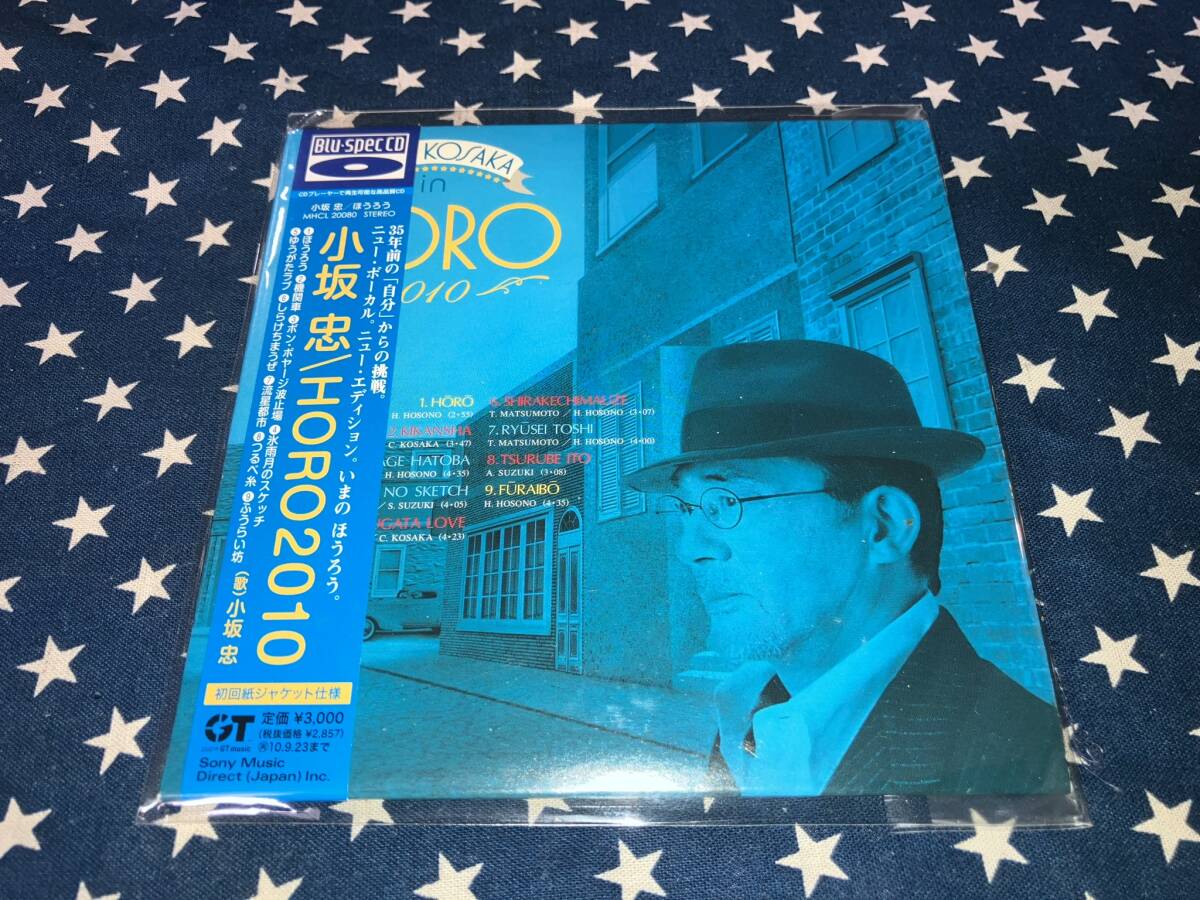 Blu-specCD
CDプレーヤーで再生可能な高品質CD
小坂 忠/ほうろう
MHCL 20080 STEREO
35年前の「自分」からの挑戦。
ニュー・ボーカル。ニュー・エディション。いまの ほうろう。
小坂 忠/HORO2010
①ほうろう ②機関車 ③ボン・ボヤージ波止場 ④氷雨月のスケッチ
⑤ゆうがたラブ ⑥しらけちまうぜ ⑦流星都市 ⑧つるべ糸 ⑨ふうらい坊 (歌)小坂 忠
初回紙ジャケット仕様
GT
GT music
定価 ¥3,000
(税抜価格 ¥2,857)
10.9.23まで
Sony Music
Direct (Japan) Inc.
KOSAKA
in
ORO
010
1. HŌRŌ
H. HOSONO (2・55)
2. KIKANSHA
C. KOSAKA (3・47)
AGE HATOBA
H. HOSONO (4・35)
NO SKETCH
/ S. SUZUKI (4・05)
UGATA LOVE
/ C. KOSAKA (4・23)
6. SHIRAKECHIMAUZE
T. MATSUMOTO / H. HOSONO (3・07)
7. RYŪSEI TOSHI
T. MATSUMOTO / H. HOSONO (4・00)
8. TSURUBE ITO
A. SUZUKI (3・08)
9. FŪRAIBŌ
H. HOSONO (4・35)